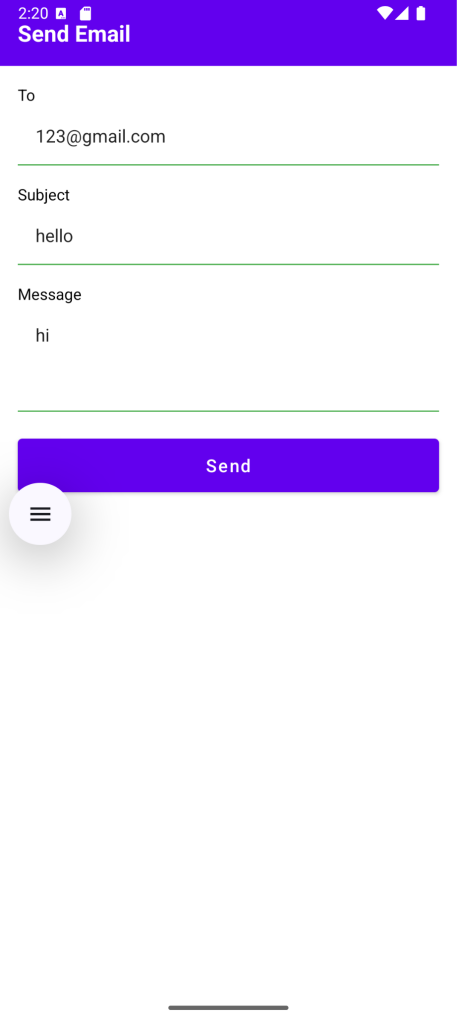 2:20
Send Email
To
123@gmail.com
Subject
hello
Message
hi
Send